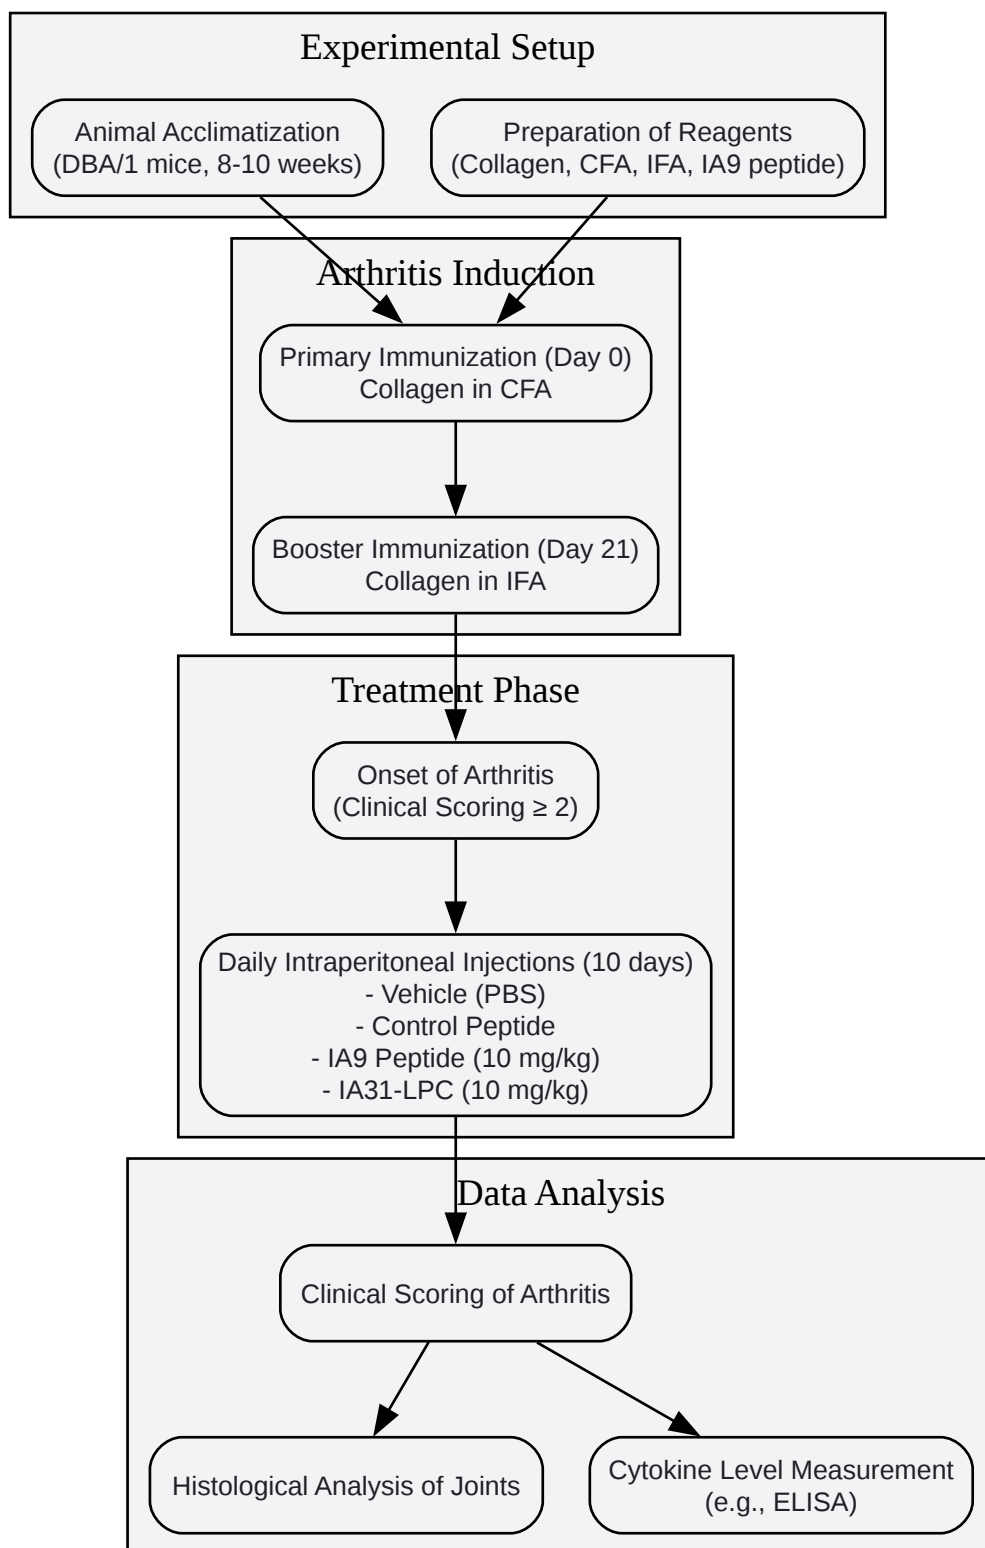 Experimental Setup
Animal Acclimatization
(DBA/1 mice, 8-10 weeks)
Preparation of Reagents
(Collagen, CFA, IFA, IA9 peptide)
Arthritis Induction
Primary Immunization (Day 0)
Collagen in CFA
Booster Immunization (Day 21)
Collagen in IFA
Treatment Phase
Onset of Arthritis
(Clinical Scoring ≥ 2)
Daily Intraperitoneal Injections (10 days)
- Vehicle (PBS)
- Control Peptide
- IA9 Peptide (10 mg/kg)
- IA31-LPC (10 mg/kg)
Data Analysis
Clinical Scoring of Arthritis
Histological Analysis of Joints
Cytokine Level Measurement
(e.g., ELISA)